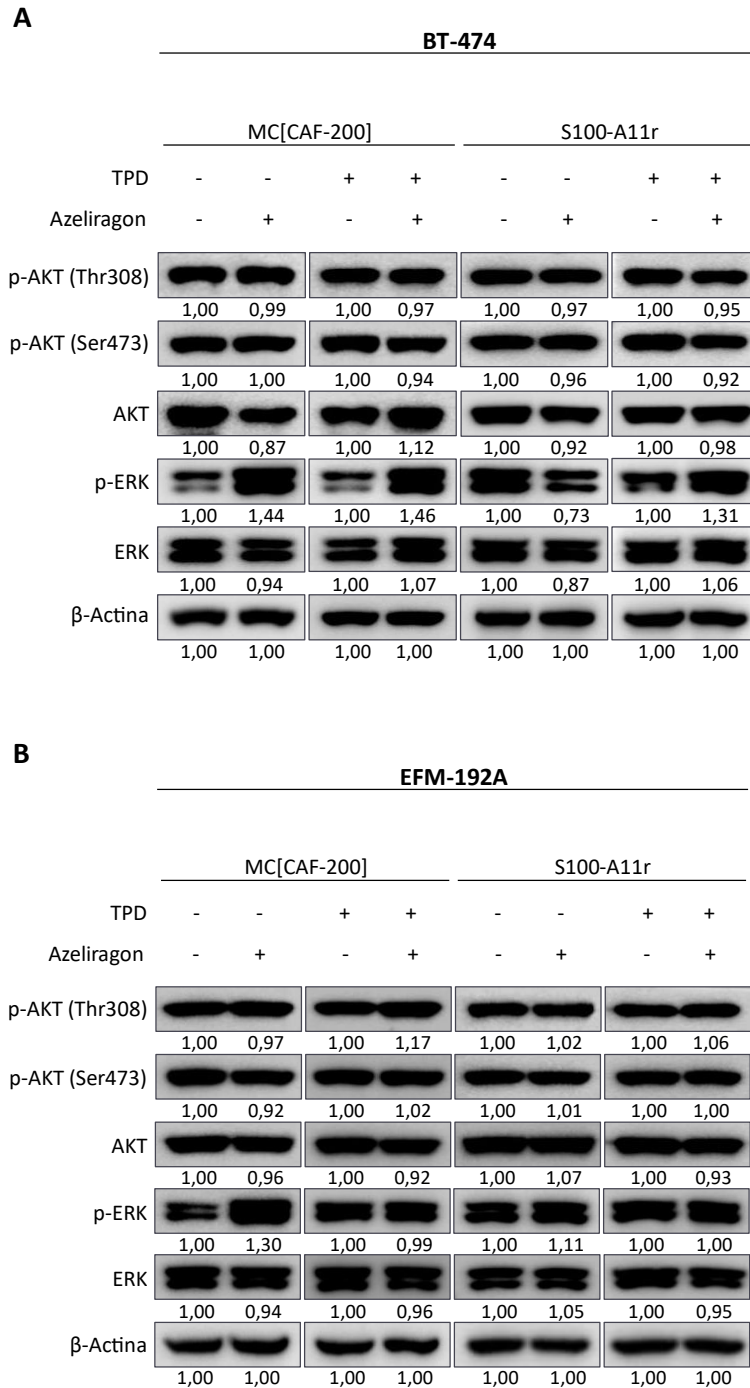 A
BT-474
MC[CAF-200] S100-A11r
TPD - - + + - - + +
Azeliragon - + - + - + - +
p-AKT (Thr308)
1,00 0,99 1,00 0,97 1,00 0,97 1,00 0,95
p-AKT (Ser473)
1,00 1,00 1,00 0,94 1,00 0,96 1,00 0,92
AKT
1,00 0,87 1,00 1,12 1,00 0,92 1,00 0,98
p-ERK
1,00 1,44 1,00 1,46 1,00 0,73 1,00 1,31
ERK
1,00 0,94 1,00 1,07 1,00 0,87 1,00 1,06
β-Actina
1,00 1,00 1,00 1,00 1,00 1,00 1,00 1,00
B
EFM-192A
MC[CAF-200] S100-A11r
TPD - - + + - - + +
Azeliragon - + - + - + - +
p-AKT (Thr308)
1,00 0,97 1,00 1,17 1,00 1,02 1,00 1,06
p-AKT (Ser473)
1,00 0,92 1,00 1,02 1,00 1,01 1,00 1,00
AKT
1,00 0,96 1,00 0,92 1,00 1,07 1,00 0,93
p-ERK
1,00 1,30 1,00 0,99 1,00 1,11 1,00 1,00
ERK
1,00 0,94 1,00 0,96 1,00 1,05 1,00 0,95
β-Actina
1,00 1,00 1,00 1,00 1,00 1,00 1,00 1,00